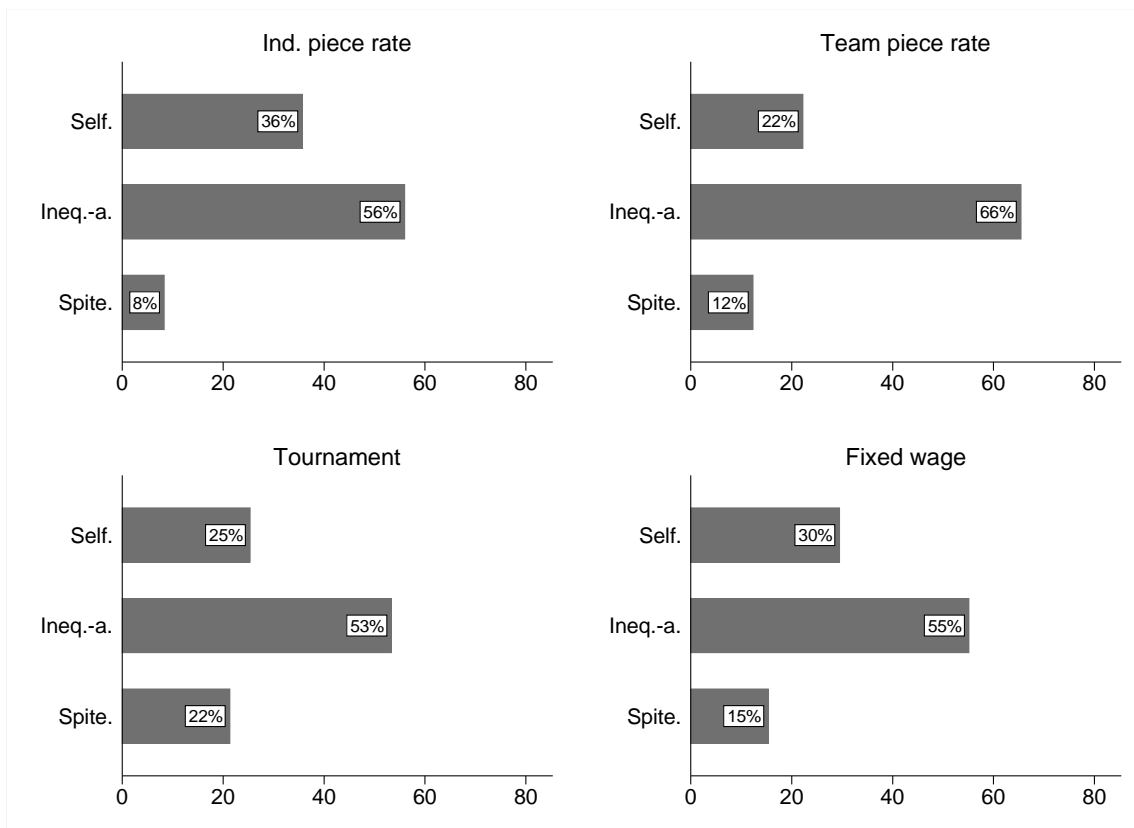 Ind. piece rate
Self.
36%
Ineq.-a.
56%
Spite.
8%
0 20 40 60 80
Team piece rate
Self.
22%
Ineq.-a.
66%
Spite.
12%
0 20 40 60 80
Tournament
Self.
25%
Ineq.-a.
53%
Spite.
22%
0 20 40 60 80
Fixed wage
Self.
30%
Ineq.-a.
55%
Spite.
15%
0 20 40 60 80